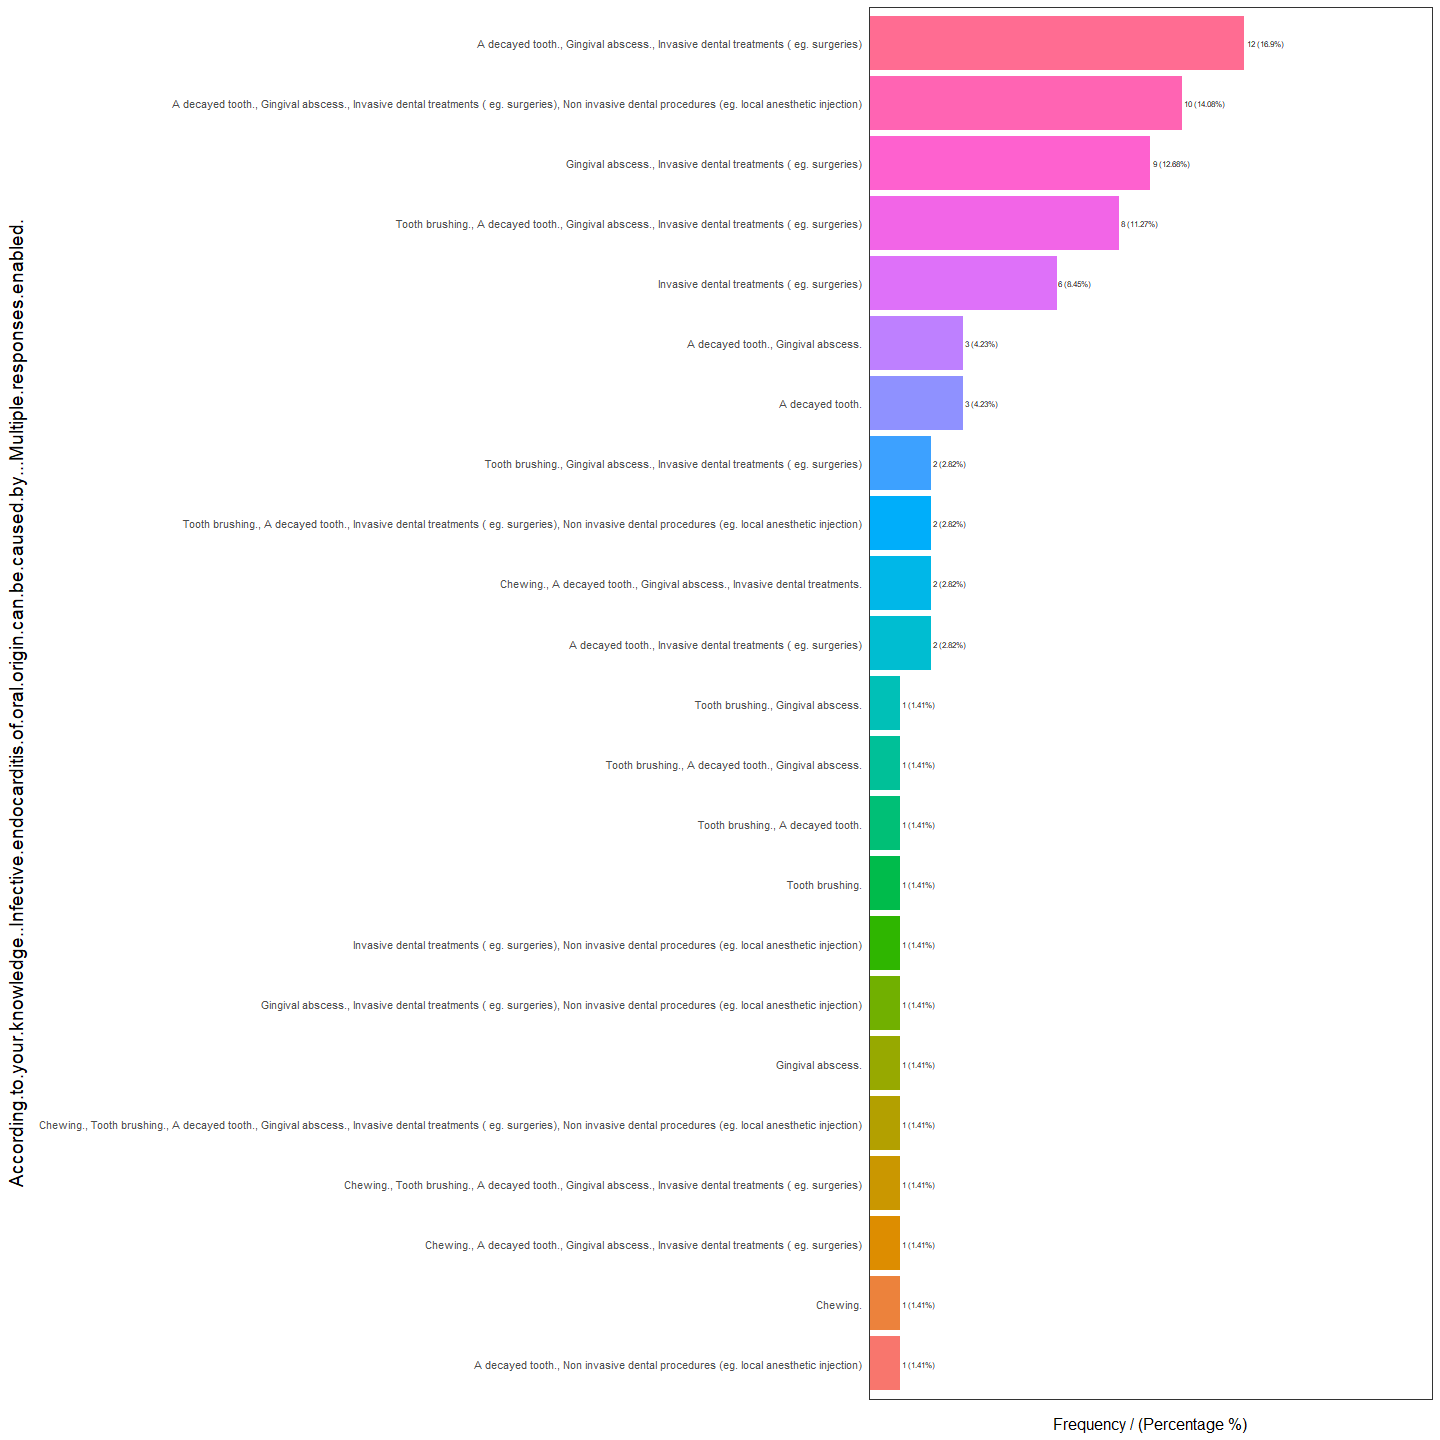 According.to.your.knowledge..Infective.endocarditis.of.oral.origin.can.be.caused.by...Multiple.responses.enabled.
A decayed tooth., Gingival abscess., Invasive dental treatments ( eg. surgeries) 12 (16.9%)
A decayed tooth., Gingival abscess., Invasive dental treatments ( eg. surgeries), Non invasive dental procedures (eg. local anesthetic injection) 10 (14.08%)
Gingival abscess., Invasive dental treatments ( eg. surgeries) 9 (12.68%)
Tooth brushing., A decayed tooth., Gingival abscess., Invasive dental treatments ( eg. surgeries) 8 (11.27%)
Invasive dental treatments ( eg. surgeries) 6 (8.45%)
A decayed tooth., Gingival abscess. 3 (4.23%)
A decayed tooth. 3 (4.23%)
Tooth brushing., Gingival abscess., Invasive dental treatments ( eg. surgeries) 2 (2.82%)
Tooth brushing., A decayed tooth., Invasive dental treatments ( eg. surgeries), Non invasive dental procedures (eg. local anesthetic injection) 2 (2.82%)
Chewing., A decayed tooth., Gingival abscess., Invasive dental treatments. 2 (2.82%)
A decayed tooth., Invasive dental treatments ( eg. surgeries) 2 (2.82%)
Tooth brushing., Gingival abscess. 1 (1.41%)
Tooth brushing., A decayed tooth., Gingival abscess. 1 (1.41%)
Tooth brushing., A decayed tooth. 1 (1.41%)
Tooth brushing. 1 (1.41%)
Invasive dental treatments ( eg. surgeries), Non invasive dental procedures (eg. local anesthetic injection) 1 (1.41%)
Gingival abscess., Invasive dental treatments ( eg. surgeries), Non invasive dental procedures (eg. local anesthetic injection) 1 (1.41%)
Gingival abscess. 1 (1.41%)
Chewing., Tooth brushing., A decayed tooth., Gingival abscess., Invasive dental treatments ( eg. surgeries), Non invasive dental procedures (eg. local anesthetic injection) 1 (1.41%)
Chewing., Tooth brushing., A decayed tooth., Gingival abscess., Invasive dental treatments ( eg. surgeries) 1 (1.41%)
Chewing., A decayed tooth., Gingival abscess., Invasive dental treatments ( eg. surgeries) 1 (1.41%)
Chewing. 1 (1.41%)
A decayed tooth., Non invasive dental procedures (eg. local anesthetic injection) 1 (1.41%)
Frequency / (Percentage %)